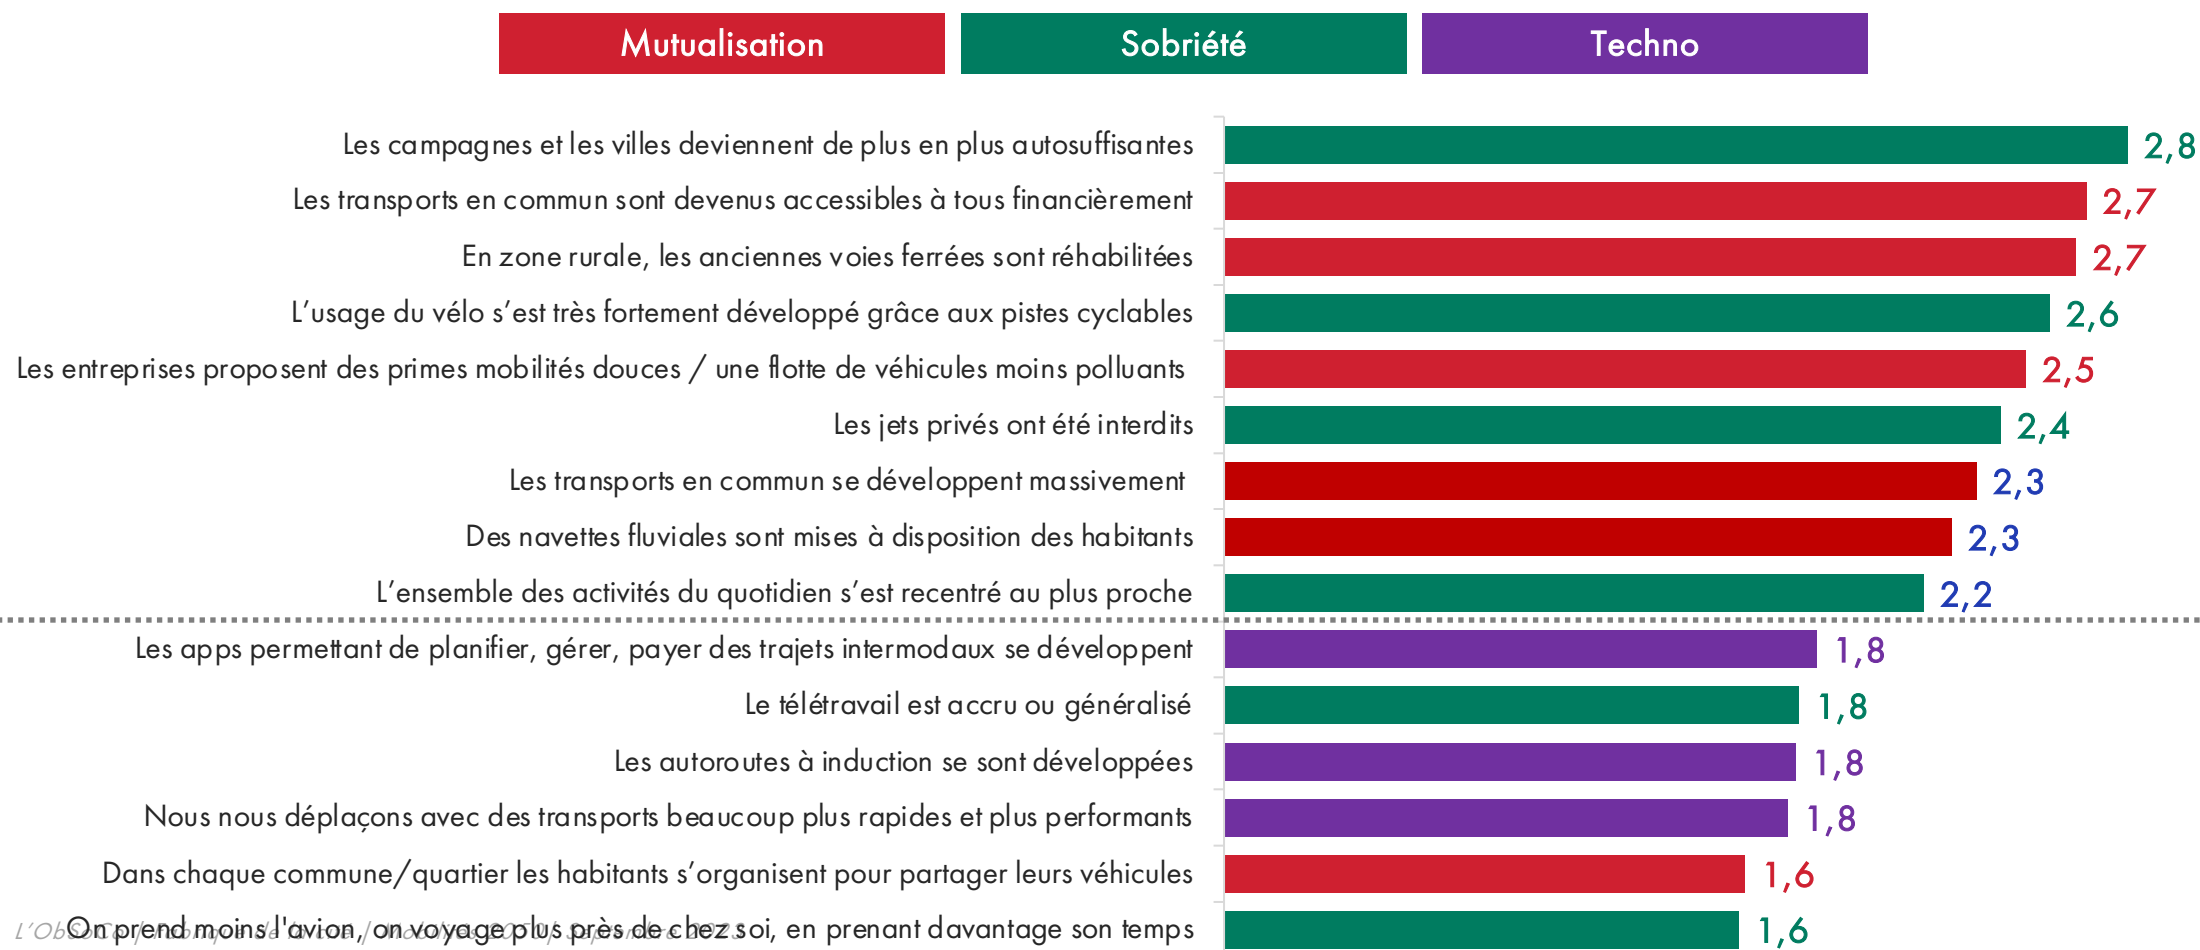 Mutualisation Sobriété Techno
Les campagnes et les villes deviennent de plus en plus autosuffisantes 2,8
Les transports en commun sont devenus accessibles à tous financièrement 2,7
En zone rurale, les anciennes voies ferrées sont réhabilitées 2,7
L’usage du vélo s’est très fortement développé grâce aux pistes cyclables 2,6
Les entreprises proposent des primes mobilités douces / une flotte de véhicules moins polluants 2,5
Les jets privés ont été interdits 2,4
Les transports en commun se développent massivement 2,3
Des navettes fluviales sont mises à disposition des habitants 2,3
L’ensemble des activités du quotidien s’est recentré au plus proche 2,2
Les apps permettant de planifier, gérer, payer des trajets intermodaux se développent 1,8
Le télétravail est accru ou généralisé 1,8
Les autoroutes à induction se sont développées 1,8
Nous nous déplaçons avec des transports beaucoup plus rapides et plus performants 1,8
Dans chaque commune/quartier les habitants s’organisent pour partager leurs véhicules 1,6
On prend moins l'avion, on voyage plus près de chez soi, en prenant davantage son temps 1,6
L’ObSoCo | Fabrique de la cité | Mobilités 2050 | Septembre 2023